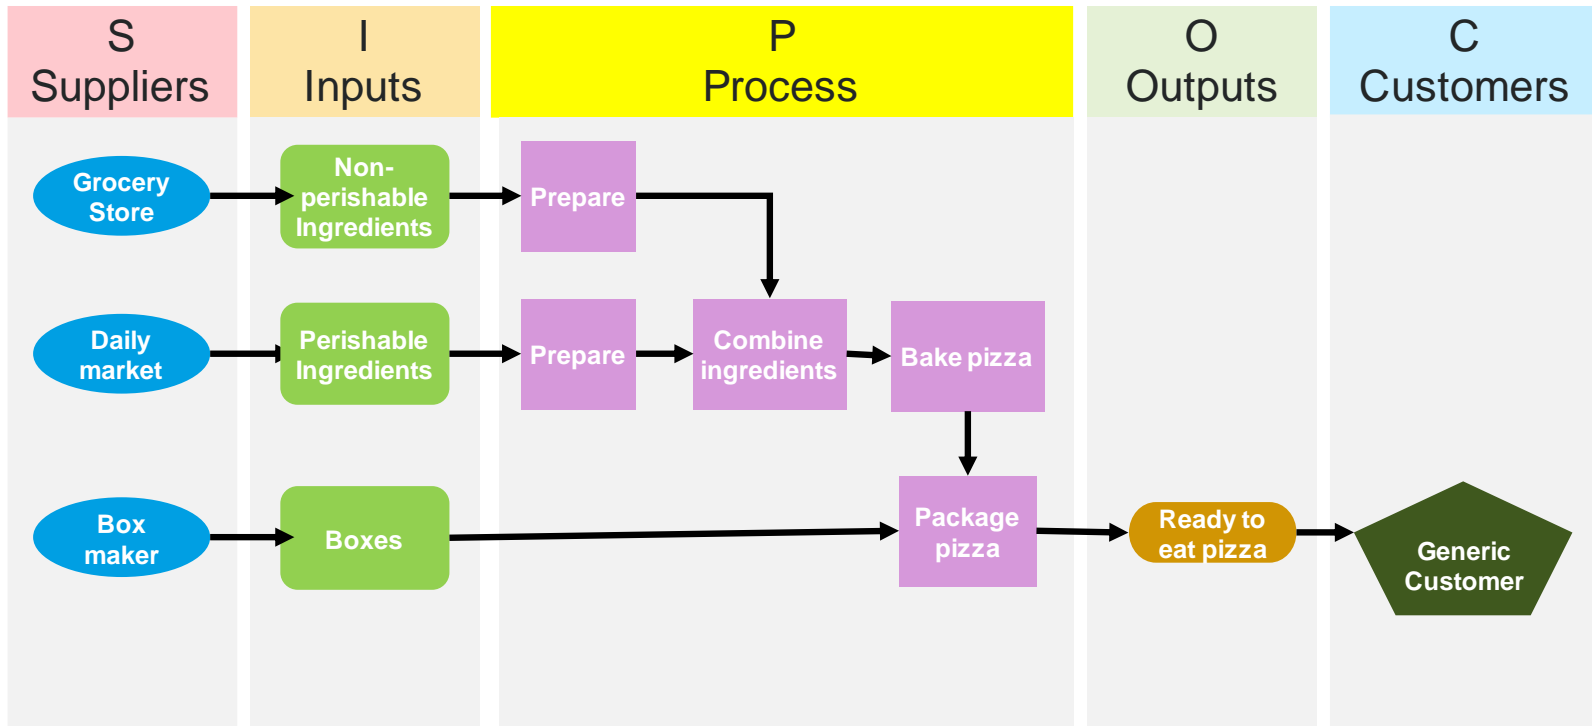 S
Suppliers
I
Inputs
P
Process
O
Outputs
C
Customers
Grocery
Store
Non-
perishable
Ingredients
Prepare
Daily
market
Perishable
Ingredients
Prepare
Combine
ingredients
Bake pizza
Box
maker
Boxes
Package
pizza
Ready to
eat pizza
Generic
Customer